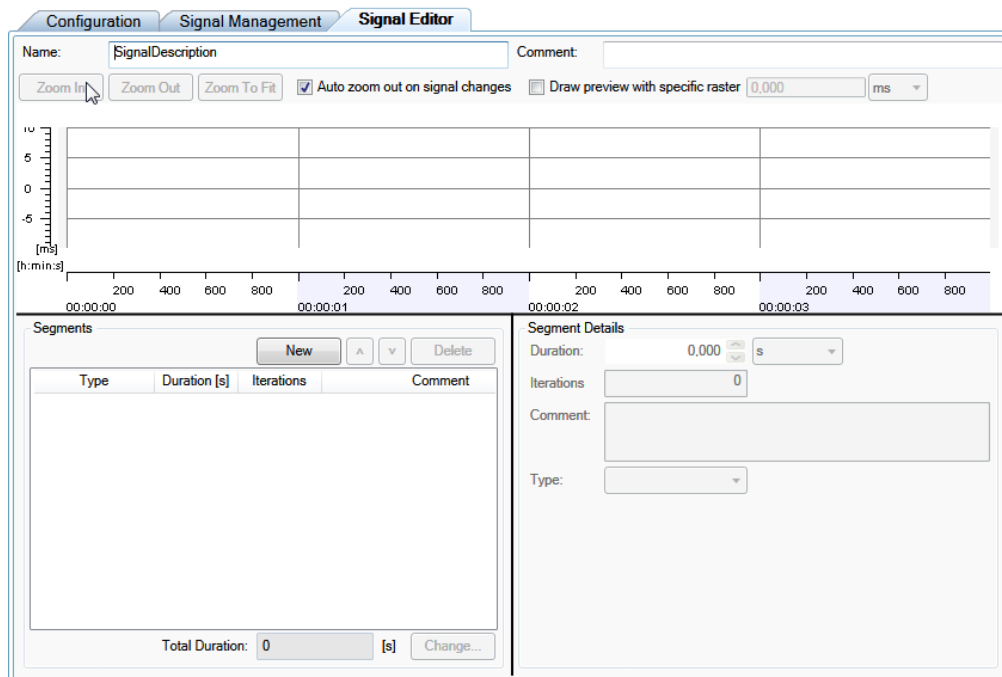 Configuration Signal Management Signal Editor
Name: SignalDescription Comment:
Zoom In Zoom Out Zoom To Fit Auto zoom out on signal changes Draw preview with specific raster 0,000 ms
10
5
0
-5
[ms]
[h:min:s]
200 400 600 800 200 400 600 800 200 400 600 800 200 400 600 800
00:00:00 00:00:01 00:00:02 00:00:03
Segments
New ʌ v Delete
Type Duration [s] Iterations Comment
Total Duration: 0 [s] Change...
Segment Details
Duration: 0,000 s
Iterations 0
Comment:
Type: